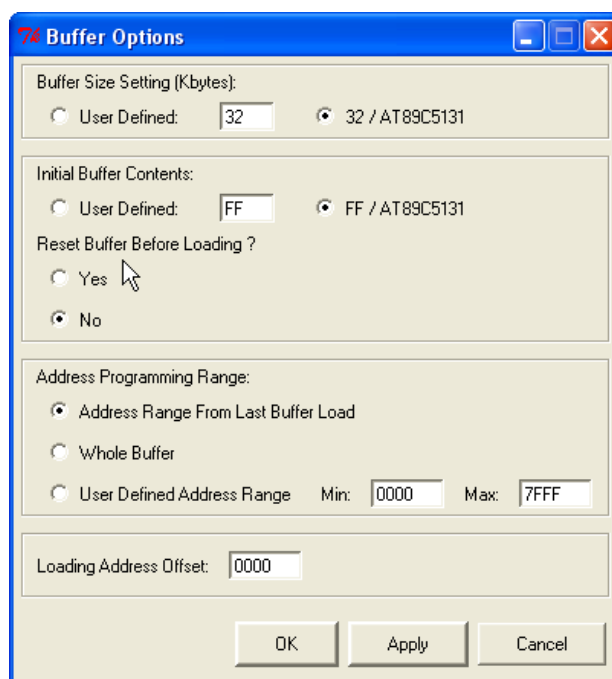 Buffer Options
Buffer Size Setting (Kbytes):
User Defined: 32 32 / AT89C5131
Initial Buffer Contents:
User Defined: FF FF / AT89C5131
Reset Buffer Before Loading ?
Yes
No
Address Programming Range:
Address Range From Last Buffer Load
Whole Buffer
User Defined Address Range Min: 0000 Max: 7FFF
Loading Address Offset: 0000
OK Apply Cancel